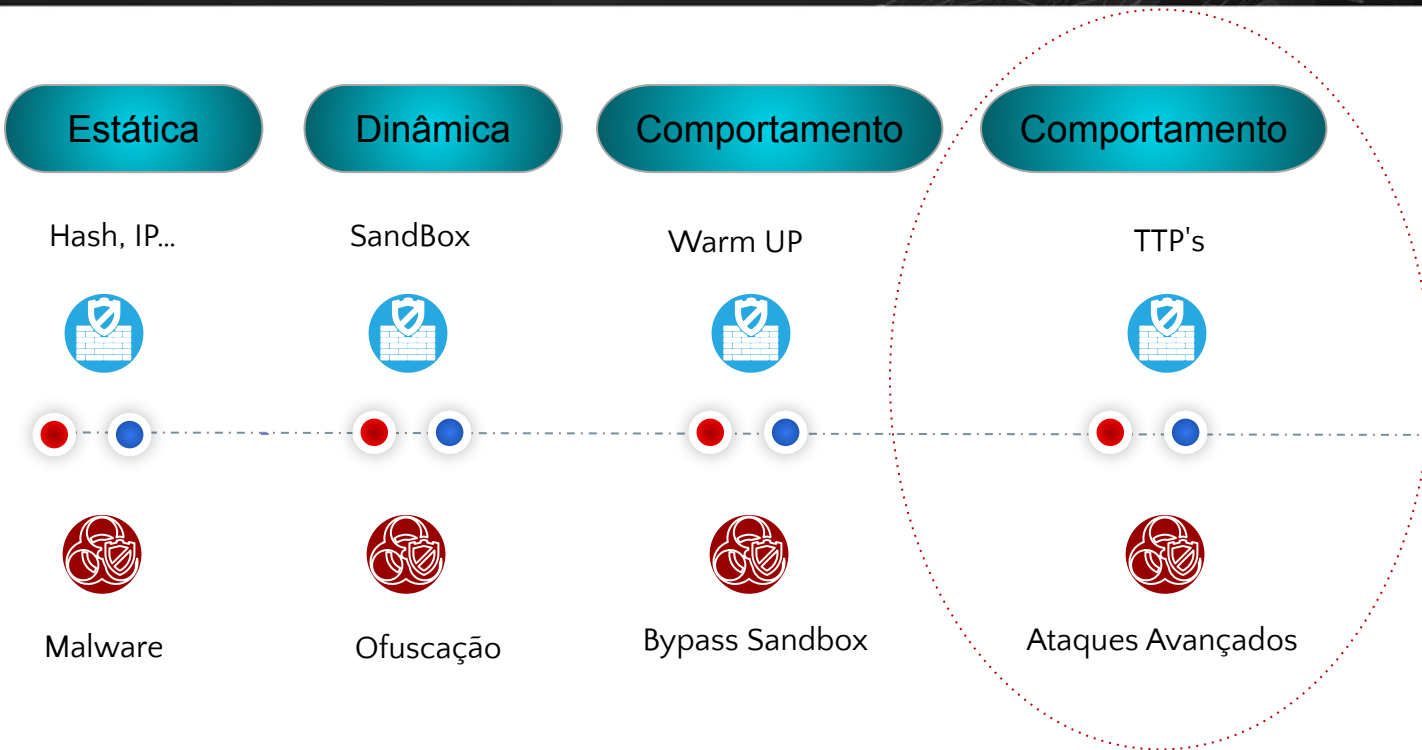 Estática
Dinâmica
Comportamento
Comportamento
Hash, IP...
SandBox
Warm UP
TTP's
Malware
Ofuscação
Bypass Sandbox
Ataques Avançados